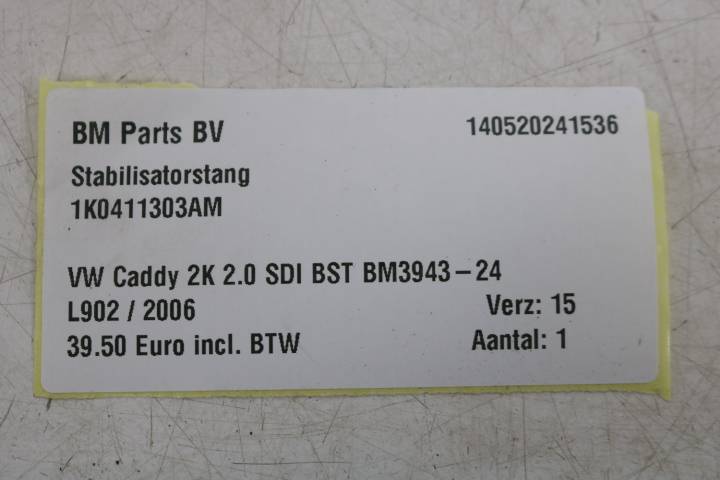 BM Parts BV 140520241536
Stabilisatorstang
1K0411303AM
VW Caddy 2K 2.0 SDI BST BM3943-24
L902 / 2006 Verz: 15
39.50 Euro incl. BTW Aantal: 1